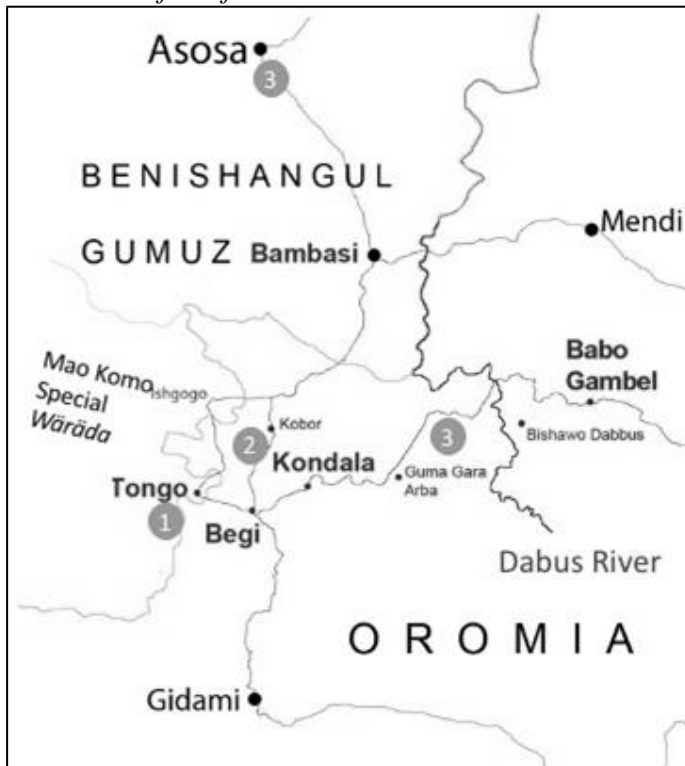 Asosa
3
BENISHANGUL
Mendi
GUMUZ
Bambasi
Babo
Gambel
Mao Komo
Special
Wäräda
Ishgogo
Kobor
Bishawo Dabbus
2
3
Kondala
Guma Gara
Arba
Tongo
1
Begi
Dabus River
OROMIA
Gidami